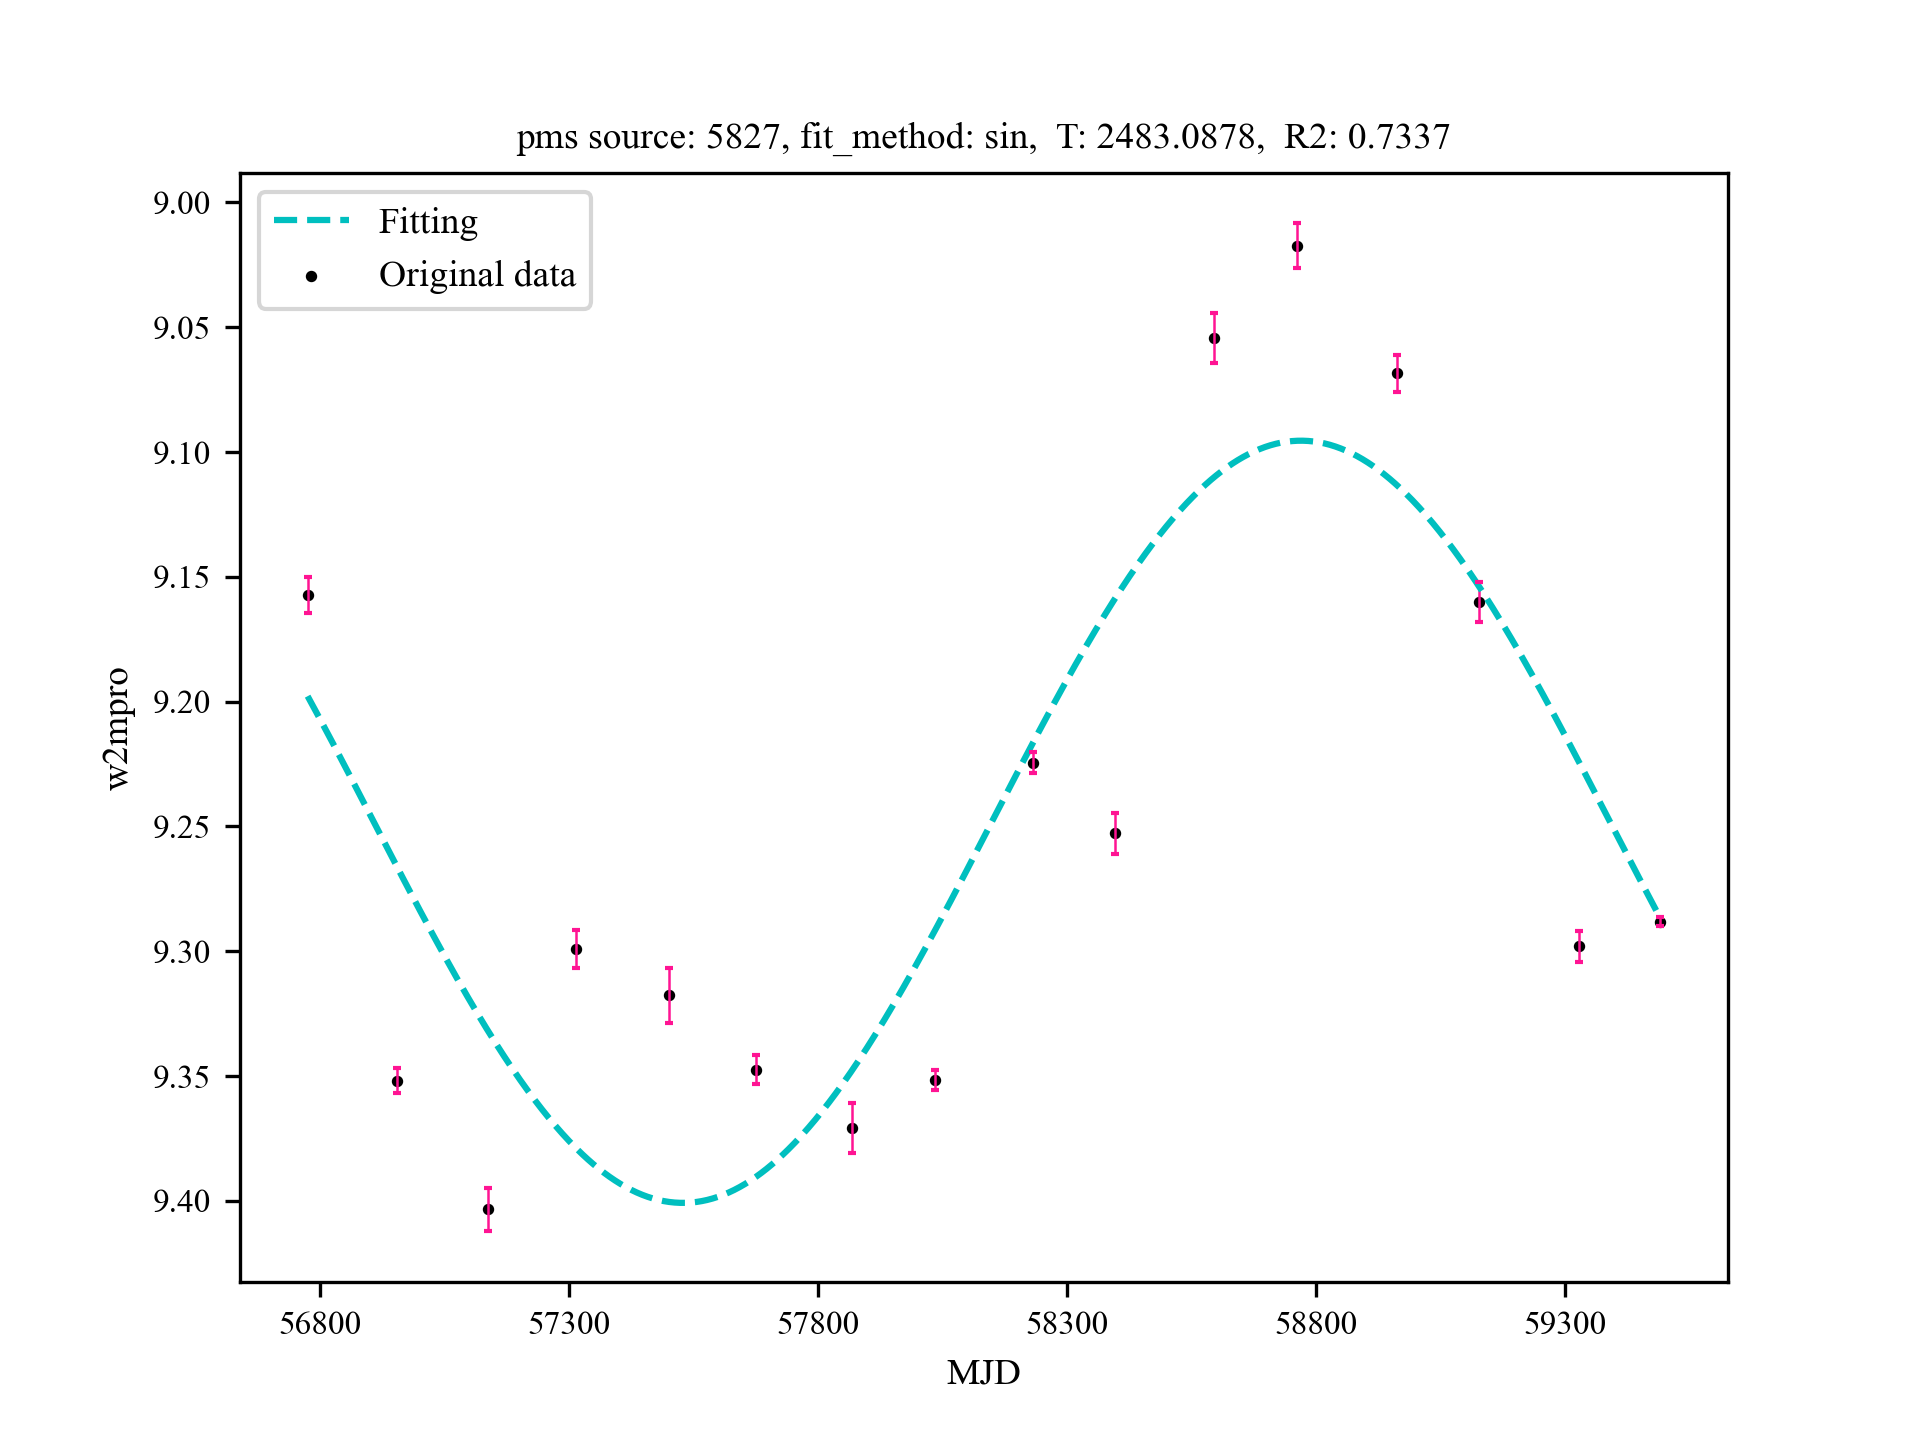 pms source: 5827, fit_method: sin,  T: 2483.0878,  R2: 0.7337
Fitting
Original data
9.00
9.05
9.10
9.15
9.20
9.25
9.30
9.35
9.40
w2mpro
56800 57300 57800 58300 58800 59300
MJD